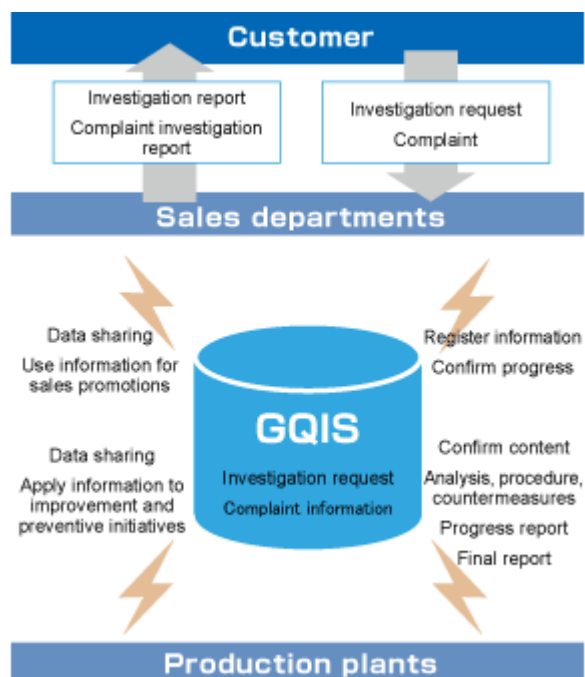 Customer
Investigation report
Complaint investigation
report
Investigation request
Complaint
Sales departments
Data sharing
Use information for
sales promotions
Register information
Confirm progress
GQIS
Investigation request
Complaint information
Data sharing
Apply information to
improvement and
preventive initiatives
Confirm content
Analysis, procedure,
countermeasures
Progress report
Final report
Production plants